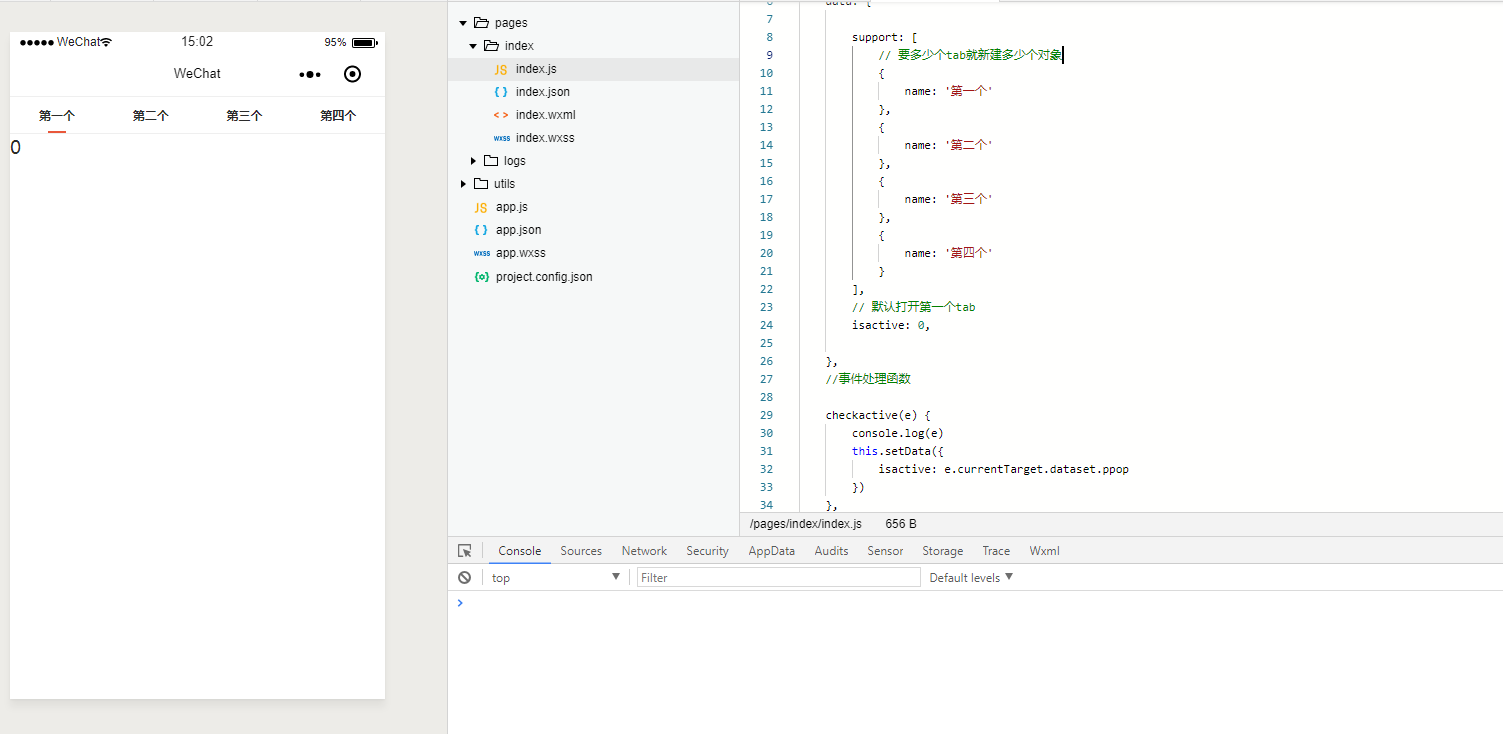 WeChat
15:02
95%
WeChat
第一个
第二个
第三个
第四个
0
pages
index
JS index.js
{ } index.json
< > index.wxml
wxss index.wxss
logs
utils
JS app.js
{ } app.json
wxss app.wxss
{o} project.config.json
data: {
7
8 support: [
9 // 要多少个tab就新建多少个对象
10 {
11 name: '第一个'
12 },
13 {
14 name: '第二个'
15 },
16 {
17 name: '第三个'
18 },
19 {
20 name: '第四个'
21 }
22 ],
23 // 默认打开第一个tab
24 isactive: 0,
25
26 },
27 //事件处理函数
28
29 checkactive(e) {
30 console.log(e)
31 this.setData({
32 isactive: e.currentTarget.dataset.ppop
33 })
34 },
/pages/index/index.js 656 B
Console Sources Network Security AppData Audits Sensor Storage Trace Wxml
top Filter Default levels
>